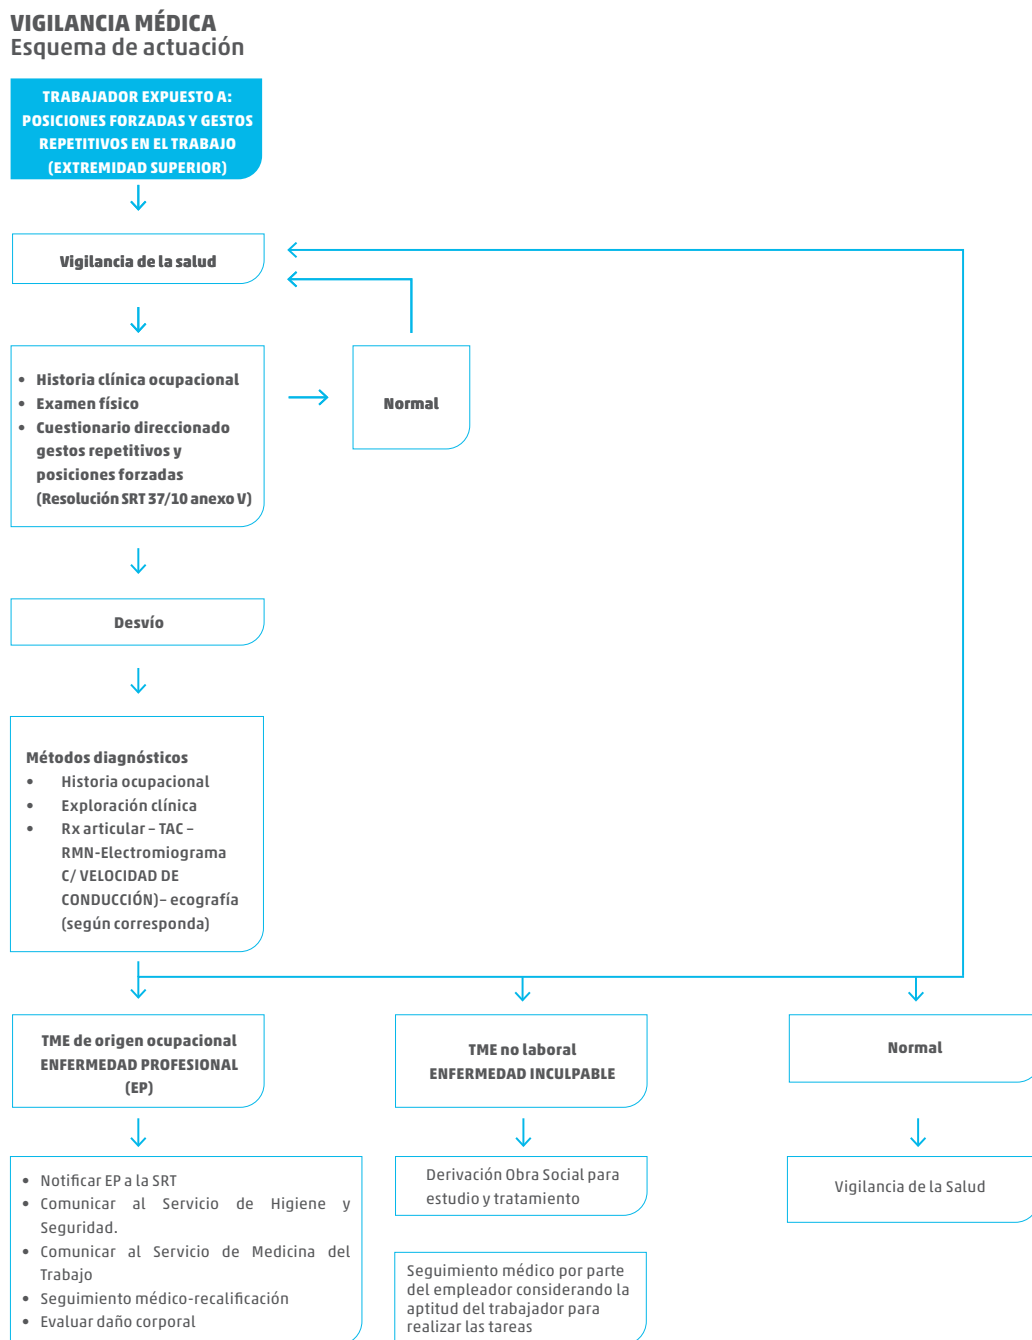 VIGILANCIA MÉDICA
Esquema de actuación
TRABAJADOR EXPUESTO A:
POSICIONES FORZADAS Y GESTOS
REPETITIVOS EN EL TRABAJO
(EXTREMIDAD SUPERIOR)
Vigilancia de la salud
• Historia clínica ocupacional
• Examen físico
• Cuestionario direccionado
gestos repetitivos y
posiciones forzadas
(Resolución SRT 37/10 anexo V)
Normal
Desvío
Métodos diagnósticos
• Historia ocupacional
• Exploración clínica
• Rx articular – TAC –
RMN-Electromiograma
C/ VELOCIDAD DE
CONDUCCIÓN)– ecografía
(según corresponda)
TME de origen ocupacional
ENFERMEDAD PROFESIONAL
(EP)
TME no laboral
ENFERMEDAD INCULPABLE
Normal
• Notificar EP a la SRT
• Comunicar al Servicio de Higiene y
Seguridad.
• Comunicar al Servicio de Medicina del
Trabajo
• Seguimiento médico-recalificación
• Evaluar daño corporal
Derivación Obra Social para
estudio y tratamiento
Seguimiento médico por parte
del empleador considerando la
aptitud del trabajador para
realizar las tareas
Vigilancia de la Salud